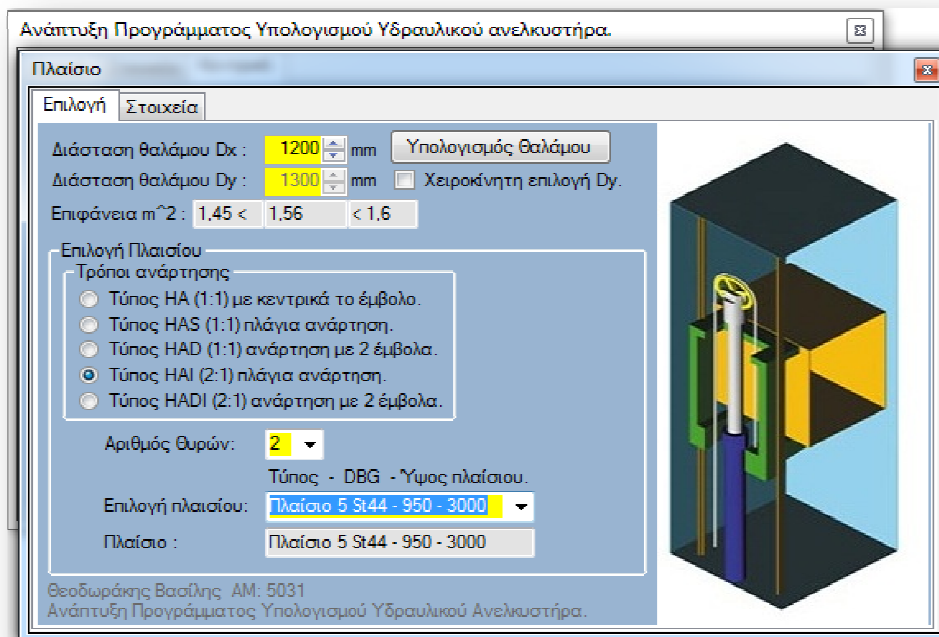 Ανάπτυξη Προγράμματος Υπολογισμού Υδραυλικού ανελκυστήρα.
Πλαίσιο
Επιλογή Στοιχεία
Διάσταση θαλάμου Dx : 1200 mm Υπολογισμός Θαλάμου
Διάσταση θαλάμου Dy : 1300 mm Χειροκίνητη επιλογή Dy.
Επιφάνεια m^2 : 1,45 < 1,56 < 1,6
Επιλογή Πλαισίου
Τρόποι ανάρτησης
Τύπος HA (1:1) με κεντρικά το έμβολο.
Τύπος HAS (1:1) πλάγια ανάρτηση.
Τύπος HAD (1:1) ανάρτηση με 2 έμβολα.
Τύπος HAI (2:1) πλάγια ανάρτηση.
Τύπος HADI (2:1) ανάρτηση με 2 έμβολα.
Αριθμός Θυρών: 2
Τύπος - DBG - Ύψος πλαίσιου.
Επιλογή πλαισίου: Πλαίσιο 5 St44 - 950 - 3000
Πλαίσιο : Πλαίσιο 5 St44 - 950 - 3000
Θεοδωράκης Βασίλης ΑΜ: 5031
Ανάπτυξη Προγράμματος Υπολογισμού Υδραυλικού Ανελκυστήρα.